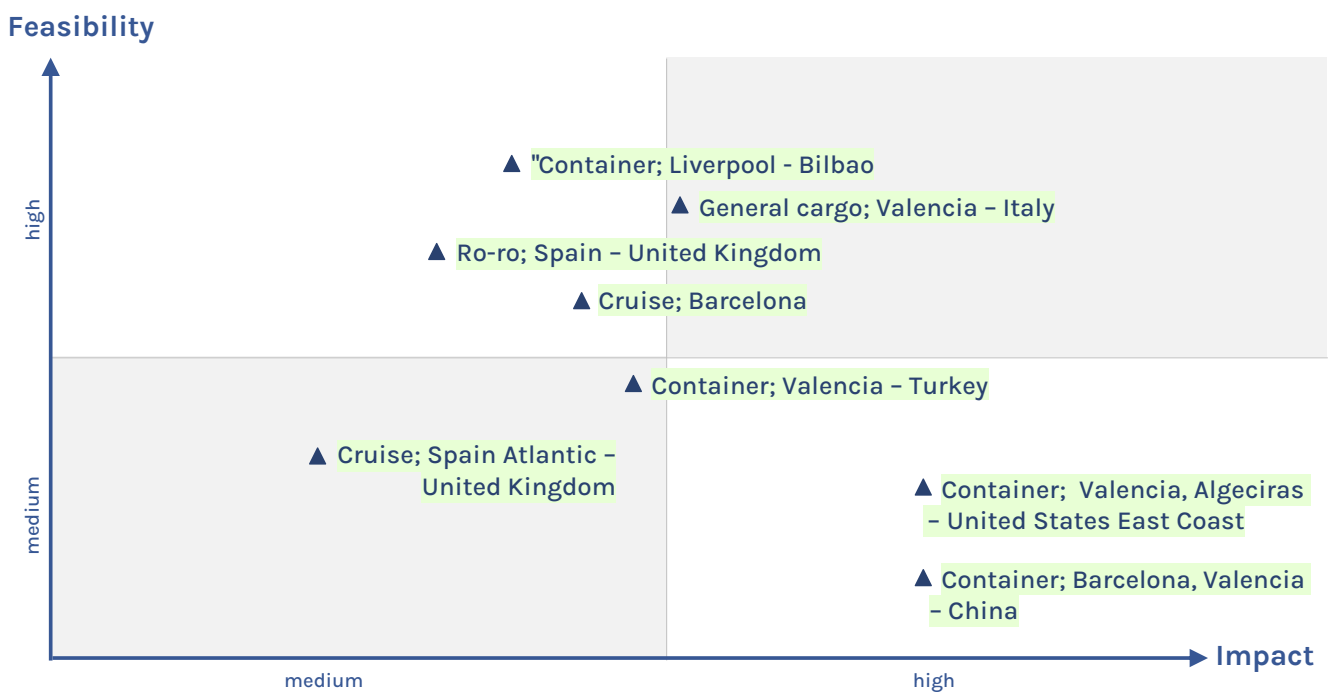 Feasibility
"Container; Liverpool - Bilbao
high
General cargo; Valencia – Italy
Ro-ro; Spain – United Kingdom
Cruise; Barcelona
Container; Valencia – Turkey
Cruise; Spain Atlantic –
United Kingdom
medium
Container;  Valencia, Algeciras
– United States East Coast
Container; Barcelona, Valencia
– China
Impact
medium
high